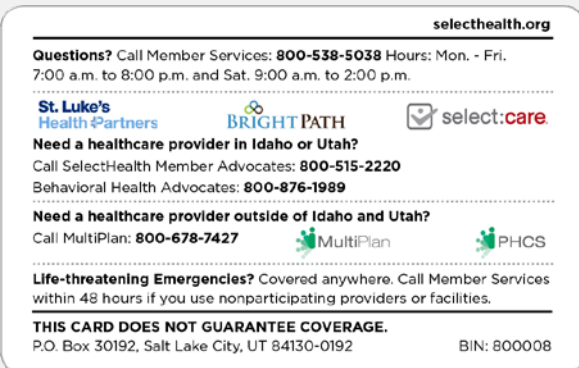 selecthealth.org
Questions? Call Member Services: 800-538-5038 Hours: Mon. - Fri.
7:00 a.m. to 8:00 p.m. and Sat. 9:00 a.m. to 2:00 p.m.
St. Luke's
Health Partners
BRIGHTPATH
select:care
Need a healthcare provider in Idaho or Utah?
Call SelectHealth Member Advocates: 800-515-2220
Behavioral Health Advocates: 800-876-1989
Need a healthcare provider outside of Idaho and Utah?
Call MultiPlan: 800-678-7427
MultiPlan
PHCS
Life-threatening Emergencies? Covered anywhere. Call Member Services
within 48 hours if you use nonparticipating providers or facilities.
THIS CARD DOES NOT GUARANTEE COVERAGE.
P.O. Box 30192, Salt Lake City, UT 84130-0192 BIN: 800008